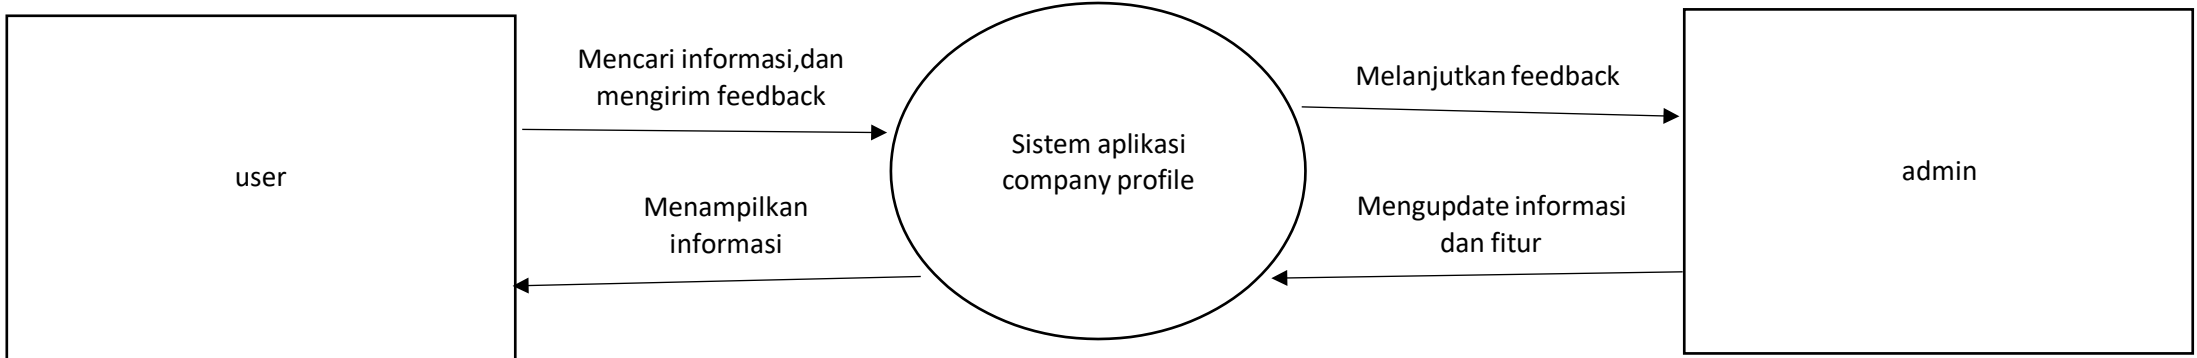 user
Mencari informasi,dan
mengirim feedback
Menampilkan
informasi
Sistem aplikasi
company profile
Melanjutkan feedback
Mengupdate informasi
dan fitur
admin